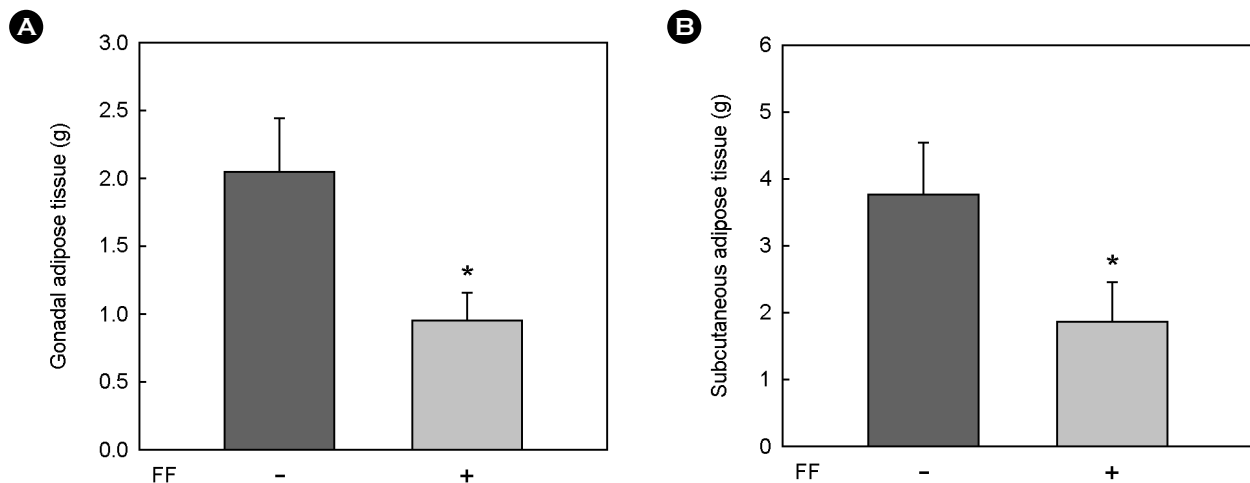 A
Gonadal adipose tissue (g)
3.0
2.5
2.0
1.5
1.0
0.5
0.0
*
FF - +
B
Subcutaneous adipose tissue (g)
6
5
4
3
2
1
0
*
FF - +